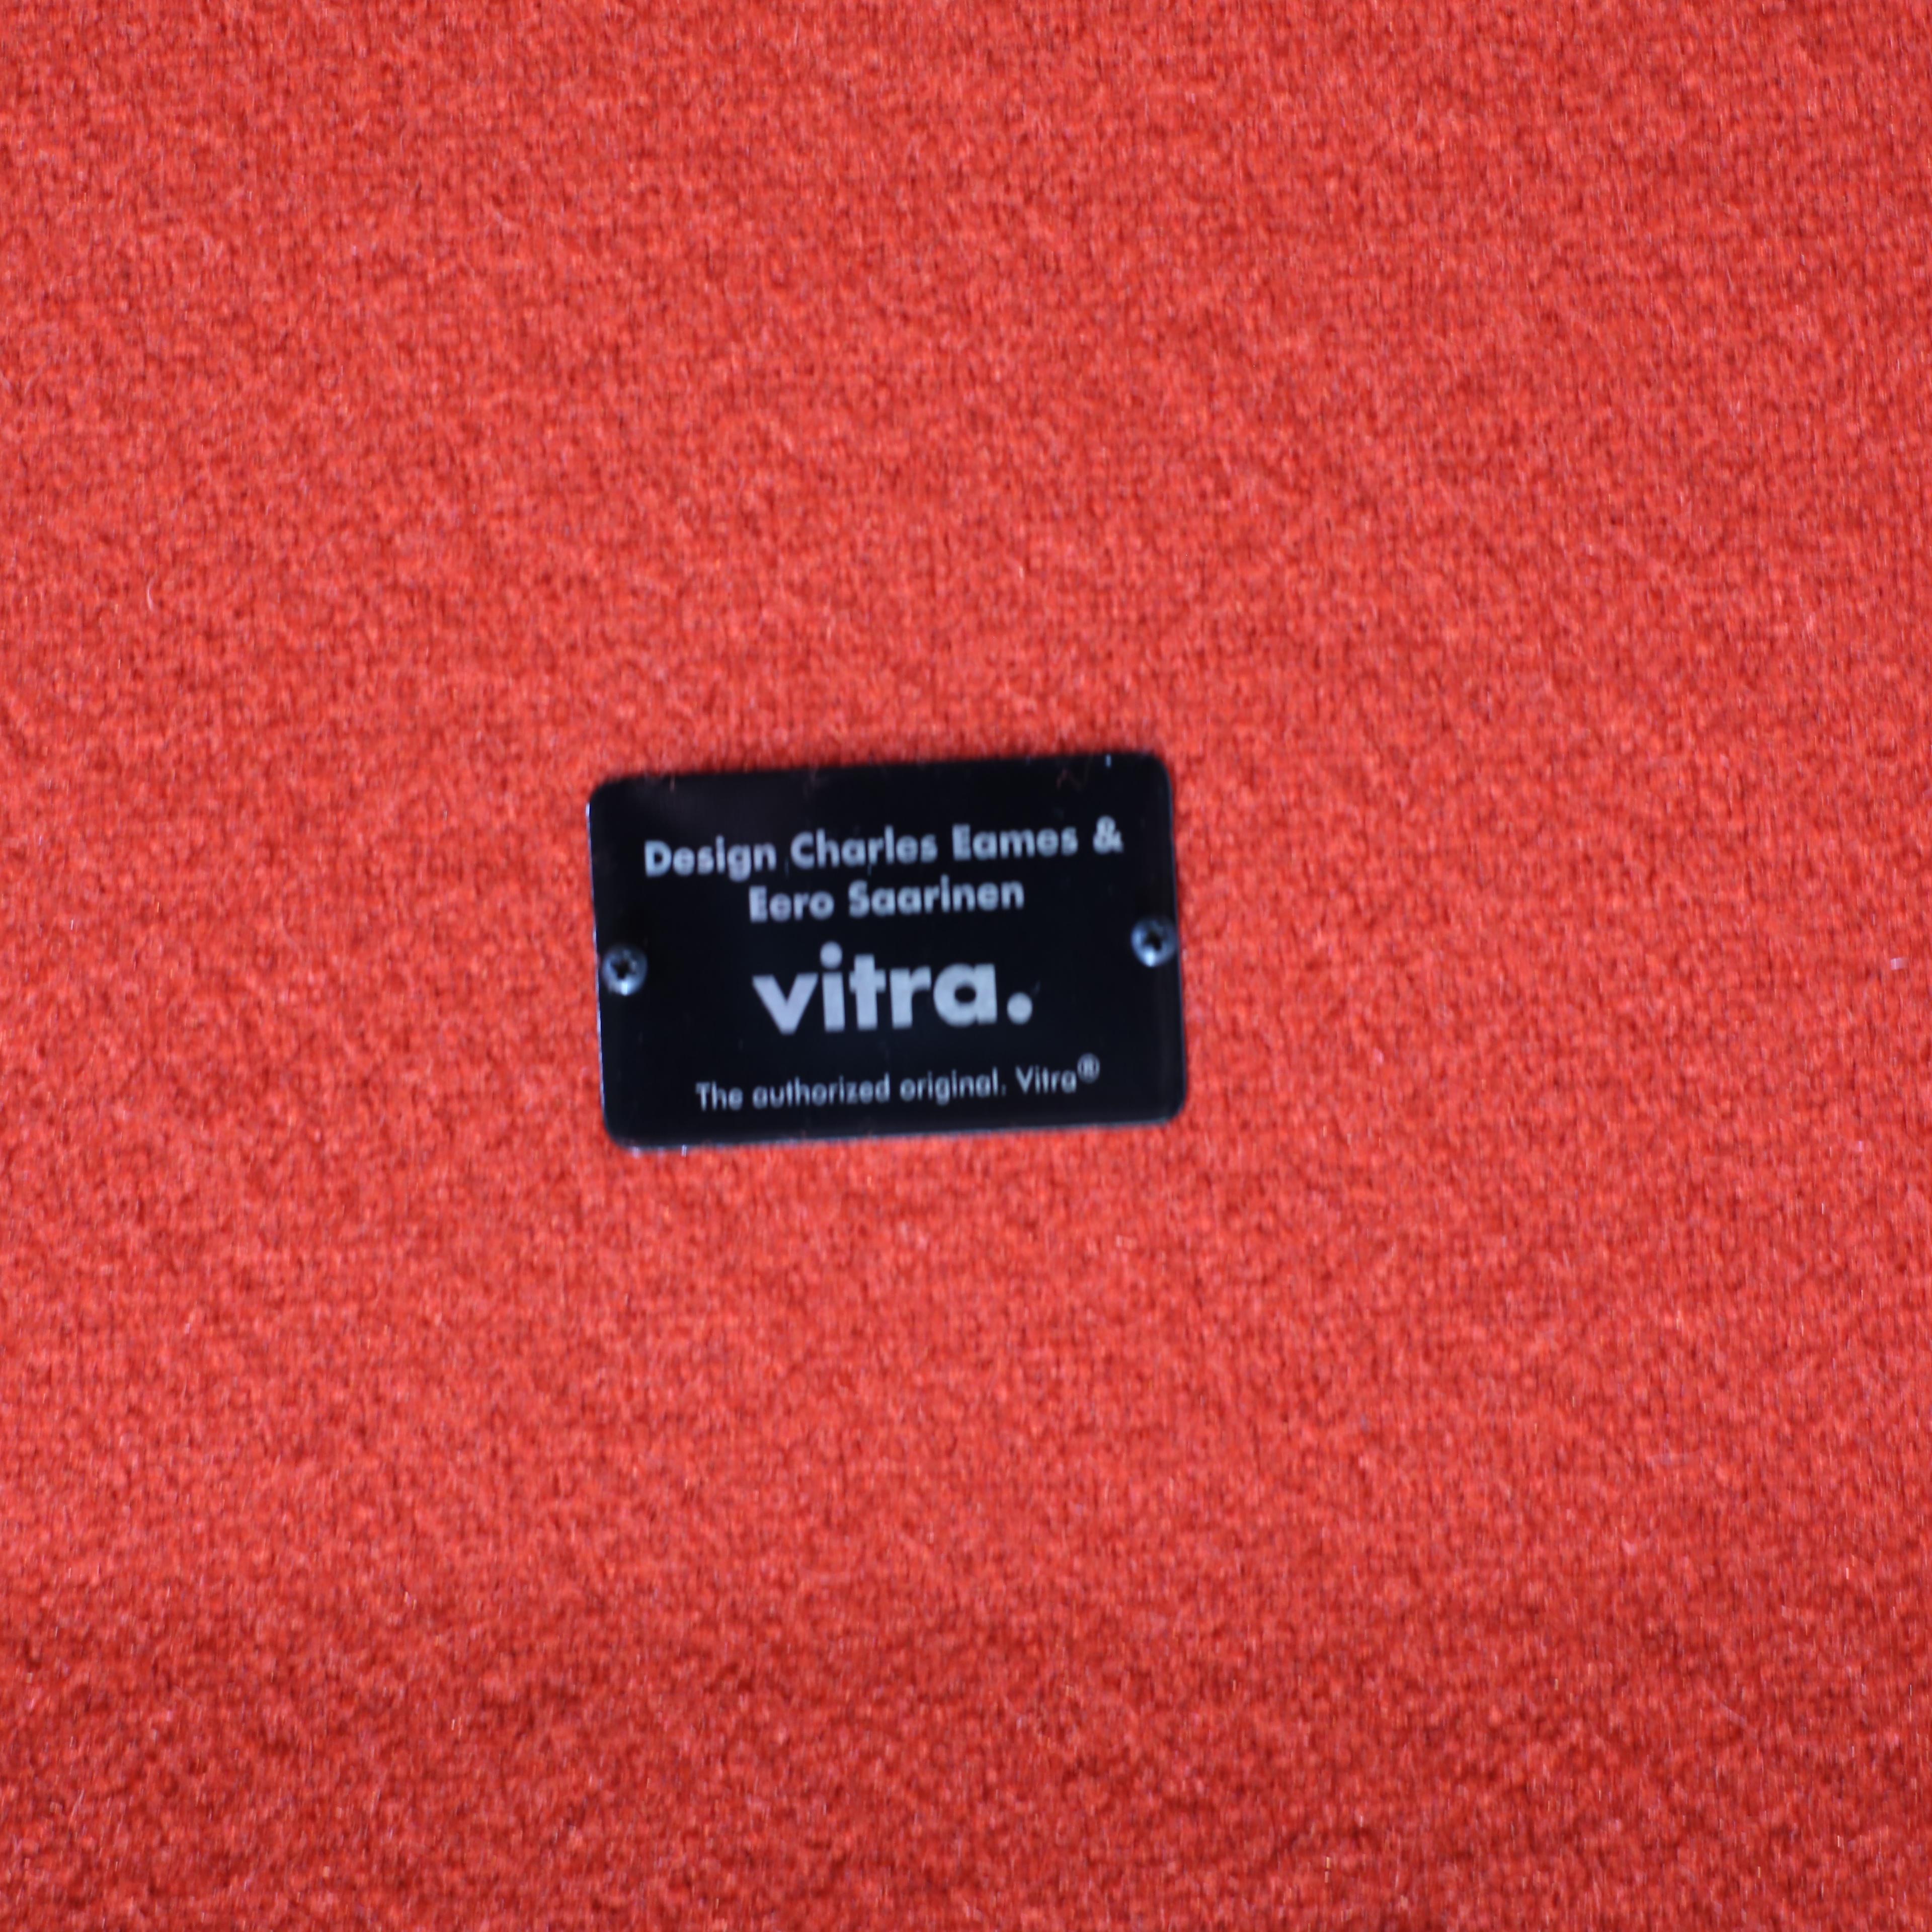 Design Charles Eames &
Eero Saarinen
vitra.
The authorized original. Vitra®